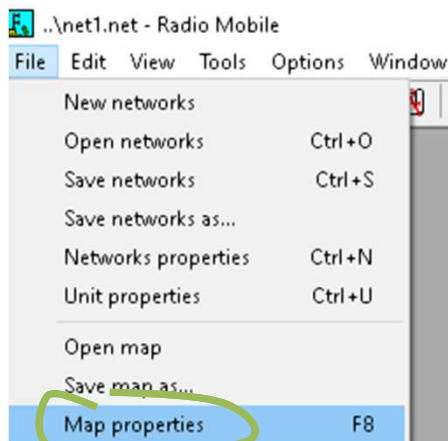 ..\net1.net - Radio Mobile
File Edit View Tools Options Window
New networks
Open networks Ctrl+O
Save networks Ctrl+S
Save networks as...
Networks properties Ctrl+N
Unit properties Ctrl+U
Open map
Save map as...
Map properties F8